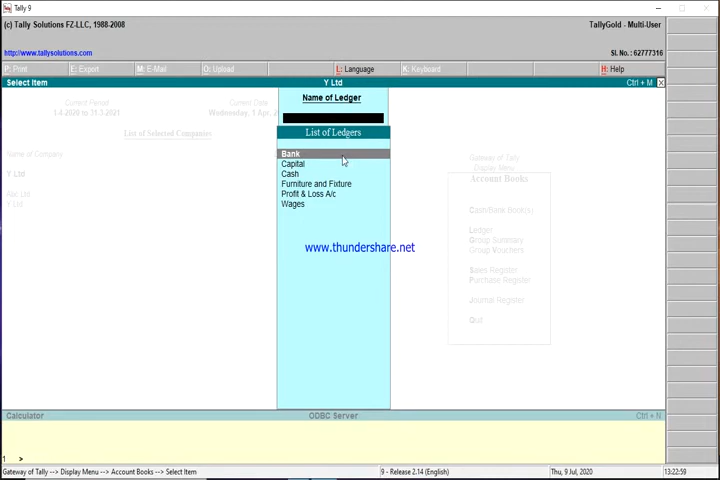 Tally 9
(c) Tally Solutions FZ-LLC, 1988-2008
TallyGold - Multi-User
http://www.tallysolutions.com
Sl. No.: 62777316
P: Print
E: Export
M: E-Mail
O: Upload
L: Language
K: Keyboard
H: Help
Select Item
Y Ltd
Ctrl + M
Current Period
Current Date
1-4-2020 to 31-3-2021
Wednesday, 1 Apr, 2
List of Selected Companies
Name of Company
Y Ltd
Abc Ltd
Y Ltd
Name of Ledger
List of Ledgers
Bank
Capital
Cash
Furniture and Fixture
Profit & Loss A/c
Wages
www.thundershare.net
Gateway of Tally
Display Menu
Account Books
Cash/Bank Book(s)
Ledger
Group Summary
Group Vouchers
Sales Register
Purchase Register
Journal Register
Quit
Calculator
ODBC Server
Ctrl + N
1 >
Gateway of Tally --> Display Menu --> Account Books --> Select Item
9 - Release 2.14 (English)
Thu, 9 Jul, 2020
13:22:59